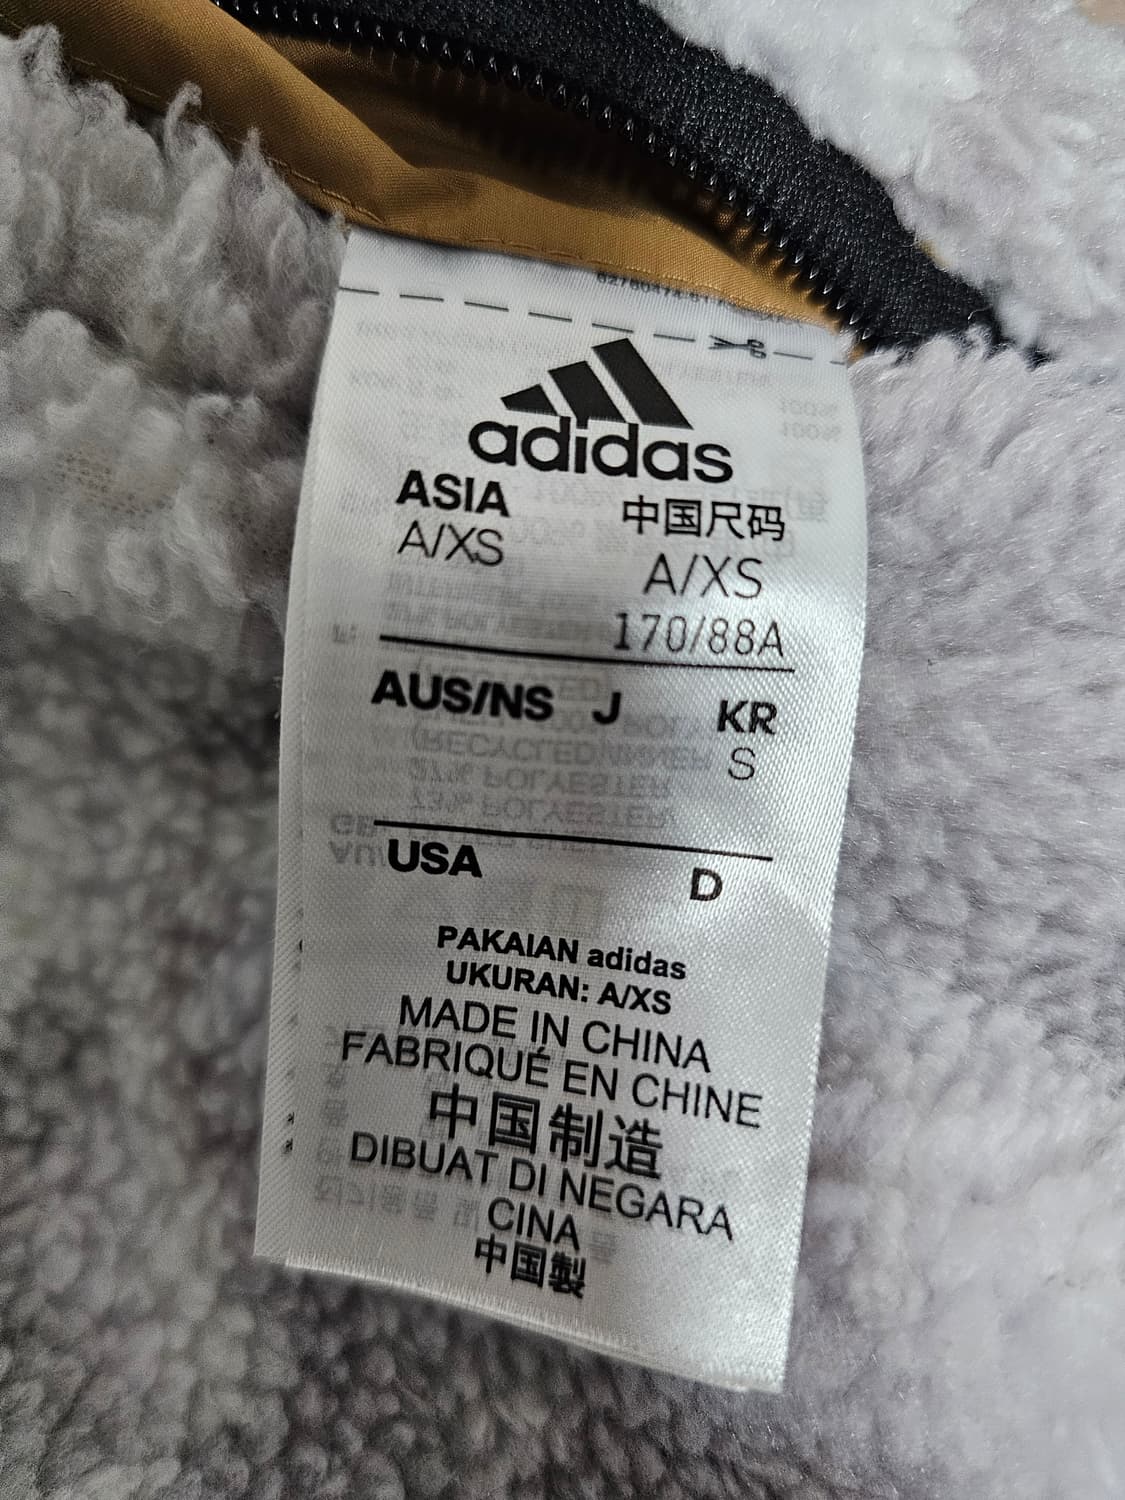 adidas
ASIA 中国尺码
A/XS A/XS
170/88A
AUS/NS J KR
S
USA D
PAKAIAN adidas
UKURAN: A/XS
MADE IN CHINA
FABRIQUÉ EN CHINE
中国制造
DIBUAT DI NEGARA
CINA
中国製